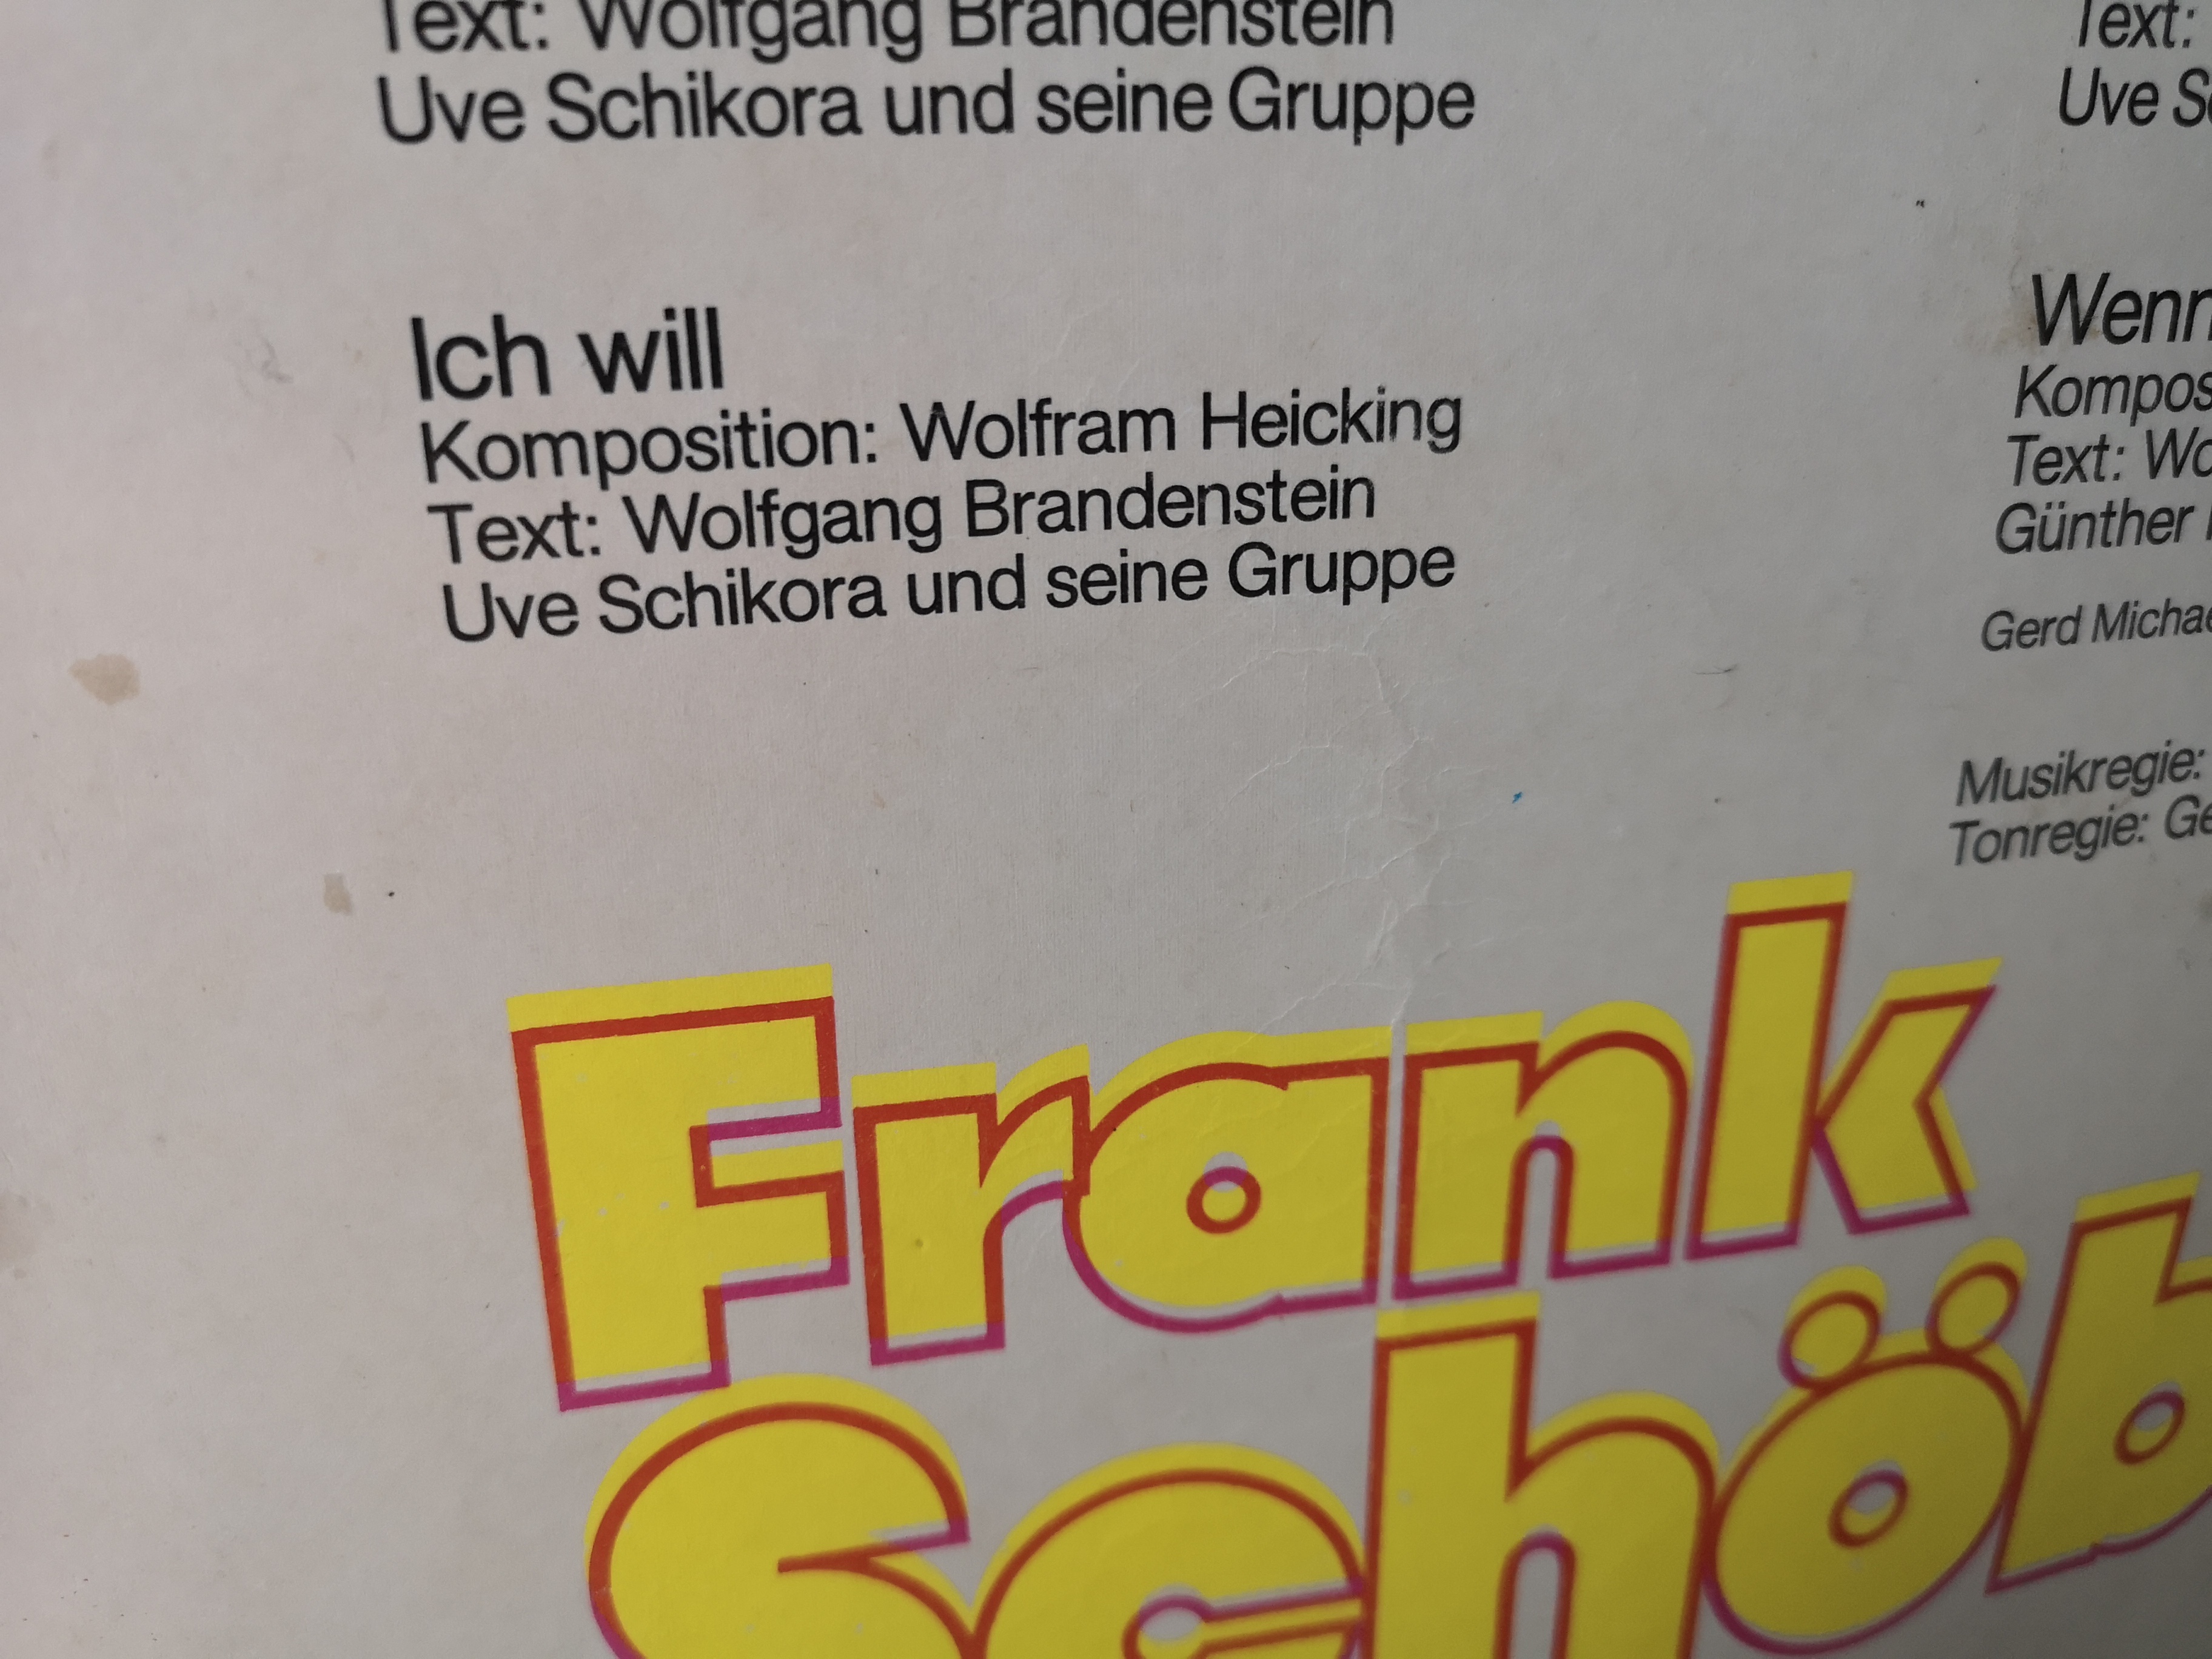 Text: Wolfgang Brandenstein
Uve Schikora und seine Gruppe
Ich will
Komposition: Wolfram Heicking
Text: Wolfgang Brandenstein
Uve Schikora und seine Gruppe
Text:
Uve
Text:
Günther
Gerd
Musikregie:
Tonregie:
Frank